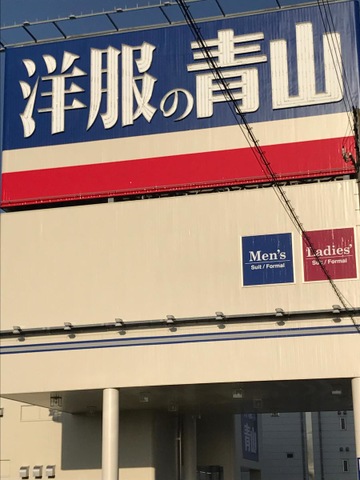 洋服の青山
Men's
Suit / Formal
Ladies'
Suit / Formal